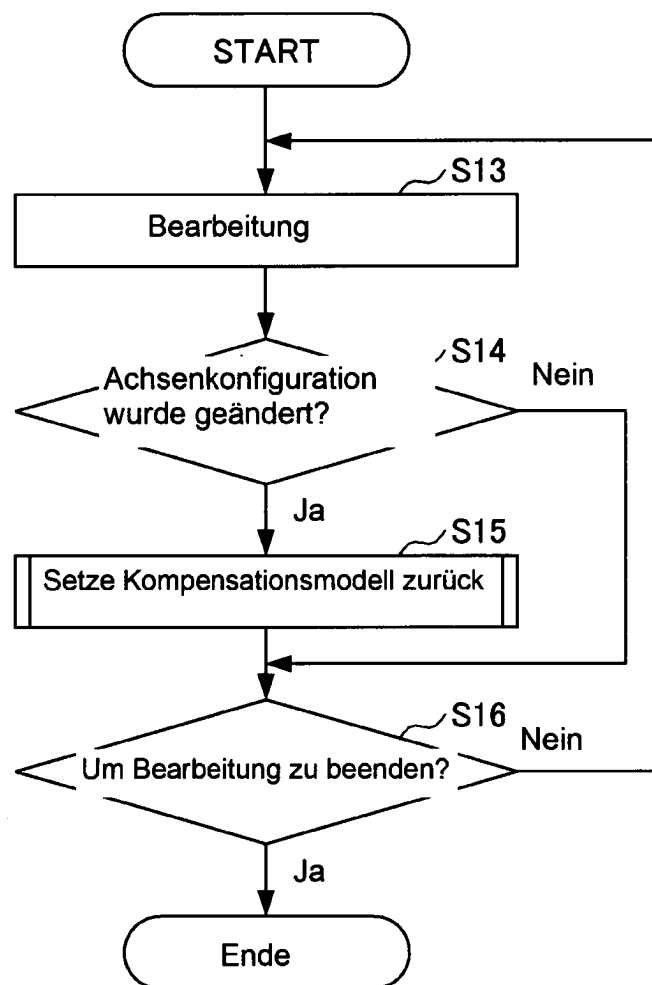 START
S13
Bearbeitung
S14
Achsenkonfiguration
wurde geändert?
Nein
Ja
S15
Setze Kompensationsmodell zurück
S16
Um Bearbeitung zu beenden?
Nein
Ja
Ende